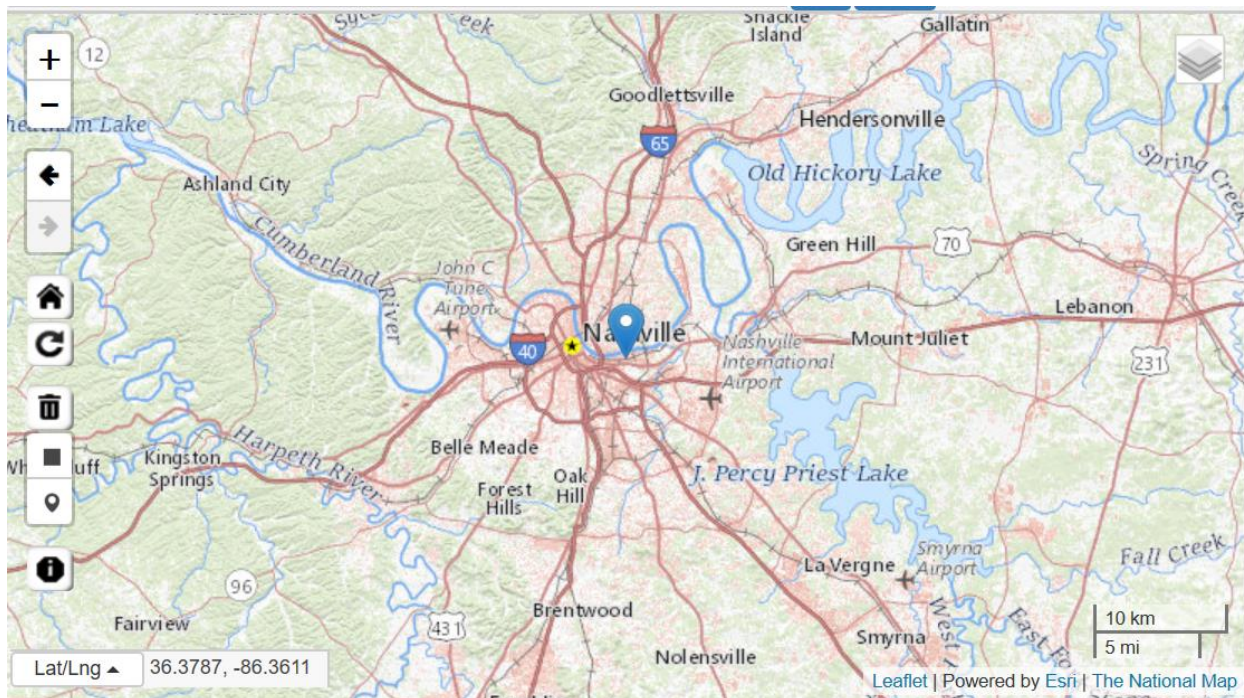 Shackle
Island
Gallatin
Creek
12
Goodlettsville
Hendersonville
65
Lake
Ashland City
Old Hickory Lake
Spring Creek
Cumberland River
Green Hill
70
John C
Tune
Airport
Lebanon
Nashville
40
Mount Juliet
Nashville
International
Airport
231
Belle Meade
Harpeth River
Kingston
Springs
Oak
Hill
Forest
Hills
J. Percy Priest Lake
La Vergne
Smyrna
Airport
Fall Creek
96
Brentwood
Fairview
431
Smyrna
West
East
Nolensville
10 km
5 mi
Lat/Lng
36.3787, -86.3611
Leaflet | Powered by Esri | The National Map